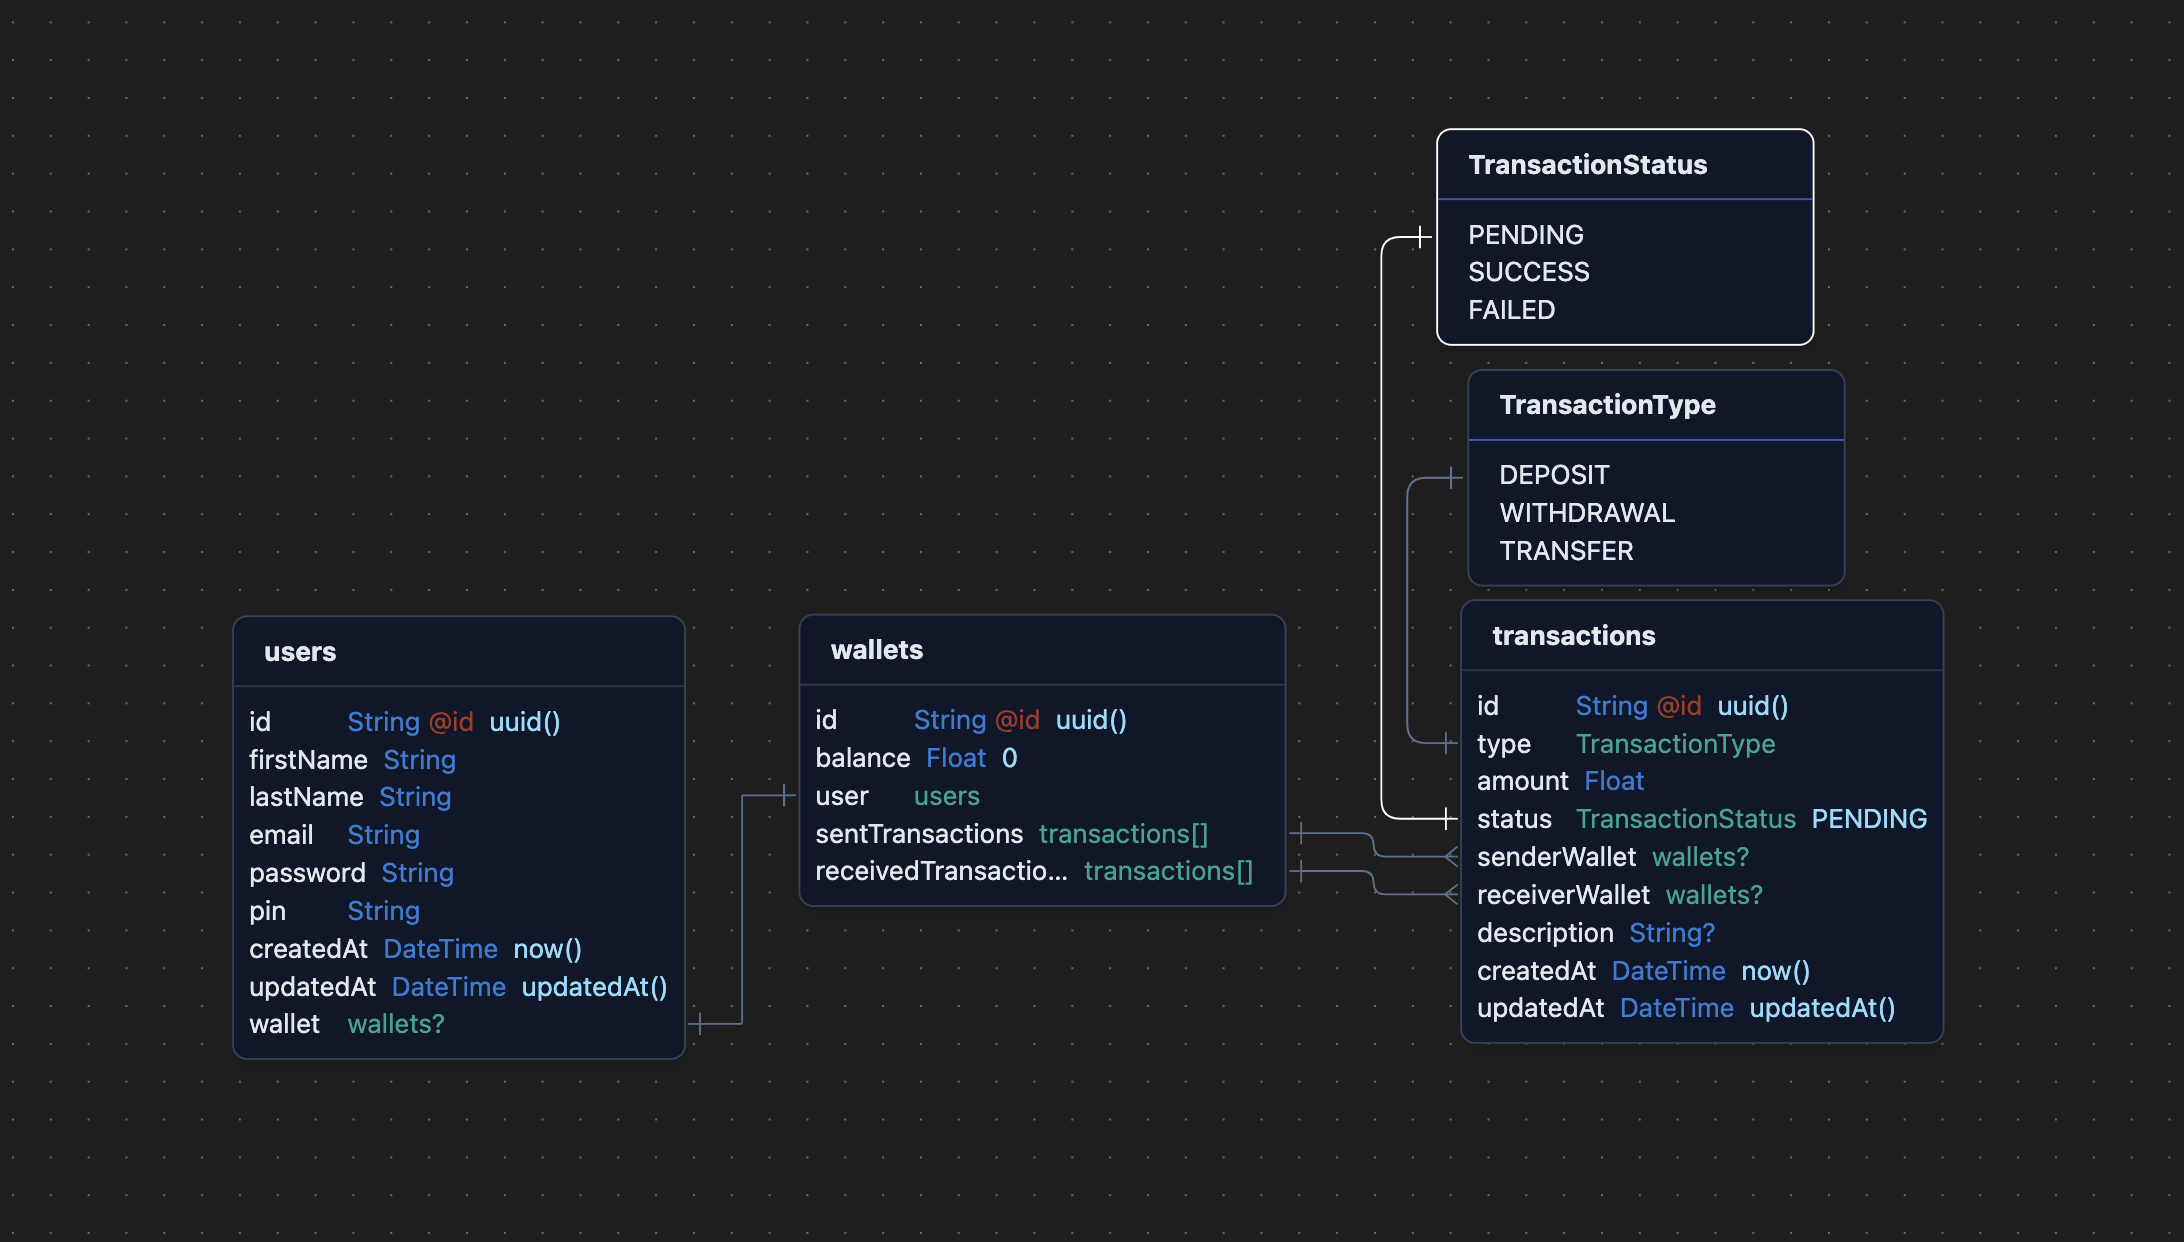 TransactionStatus
PENDING
SUCCESS
FAILED
TransactionType
DEPOSIT
WITHDRAWAL
TRANSFER
users
id String @id uuid()
firstName String
lastName String
email String
password String
pin String
createdAt DateTime now()
updatedAt DateTime updatedAt()
wallet wallets?
wallets
id String @id uuid()
balance Float 0
user users
sentTransactions transactions[]
receivedTransactio... transactions[]
transactions
id String @id uuid()
type TransactionType
amount Float
status TransactionStatus PENDING
senderWallet wallets?
receiverWallet wallets?
description String?
createdAt DateTime now()
updatedAt DateTime updatedAt()